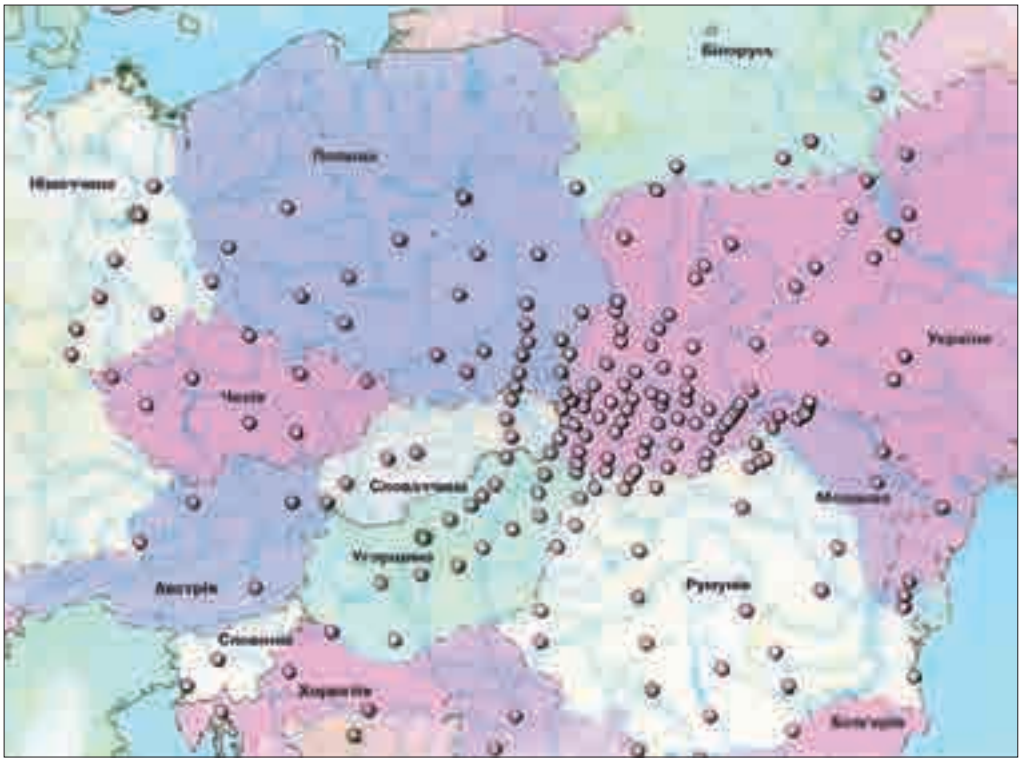 Білорусь
Польща
Німеччина
Україна
Чехія
Словаччина
Молдова
Угорщина
Австрія
Румунія
Словенія
Хорватія
Болгарія